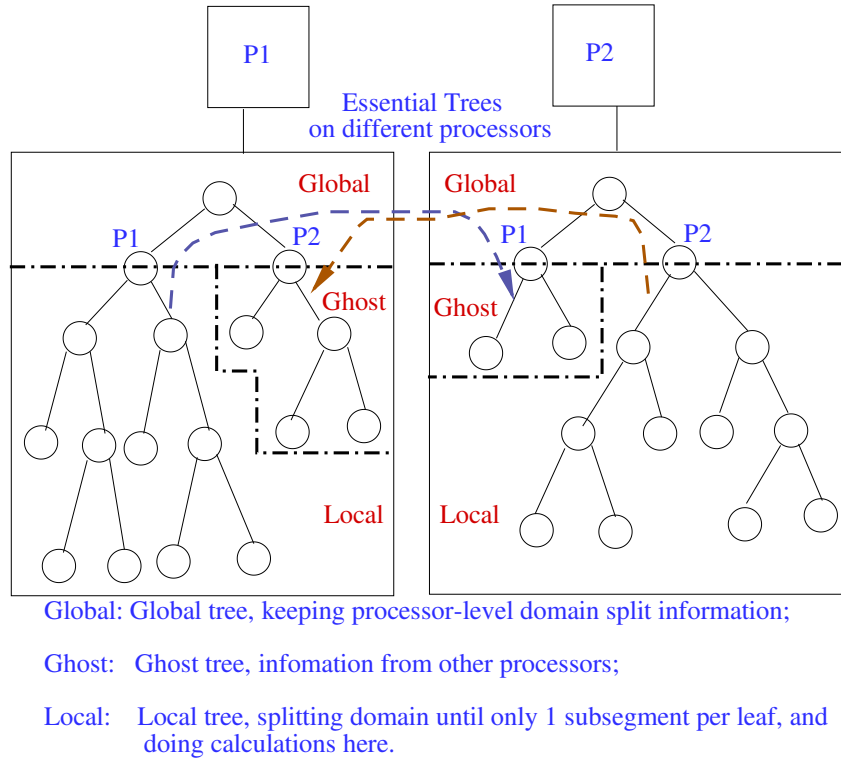 P1
P2
Essential Trees
on different processors
Global
Global
P1
P2
P1
P2
Ghost
Ghost
Local
Local
Global: Global tree, keeping processor-level domain split information;
Ghost: Ghost tree, infomation from other processors;
Local: Local tree, splitting domain until only 1 subsegment per leaf, and
doing calculations here.